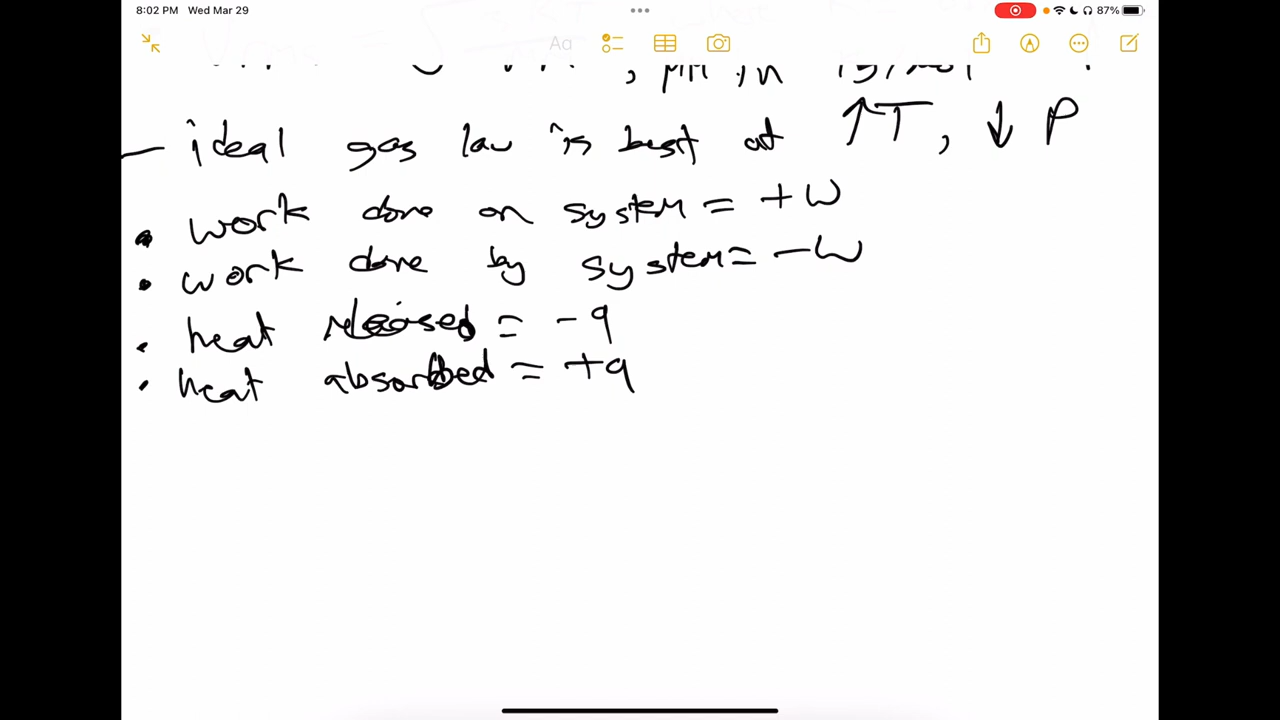 8:02 PM Wed Mar 29
87%
Aa
– ideal gas law is best at ↑T, ↓P
• work done on system = +W
• work done by system = -W
• heat released = -q
• heat absorbed = +q